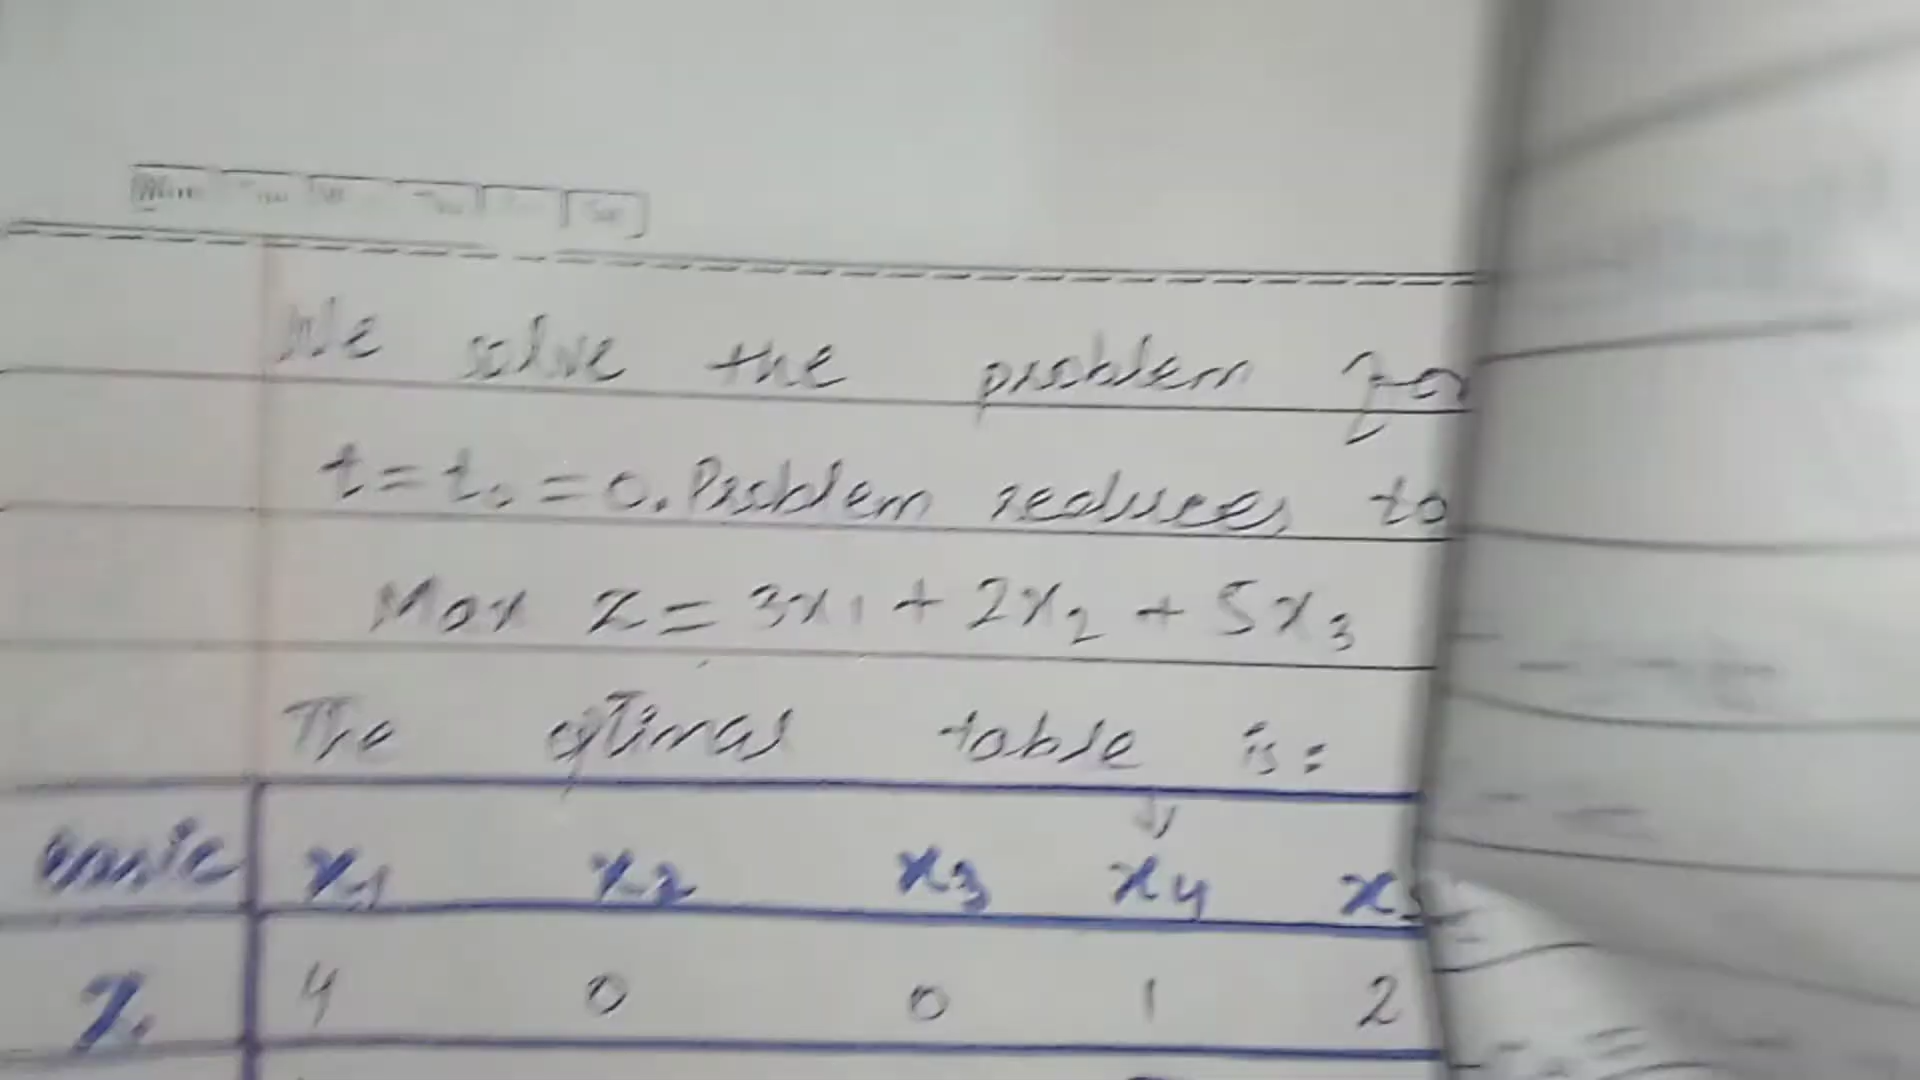 We solve the problem for
t=t₀=0. Problem reduces to
Max z = 3x₁ + 2x₂ + 5x₃
The optimal table is:
Basic x₁ x₂ x₃ x₄
z 4 0 0 1 2